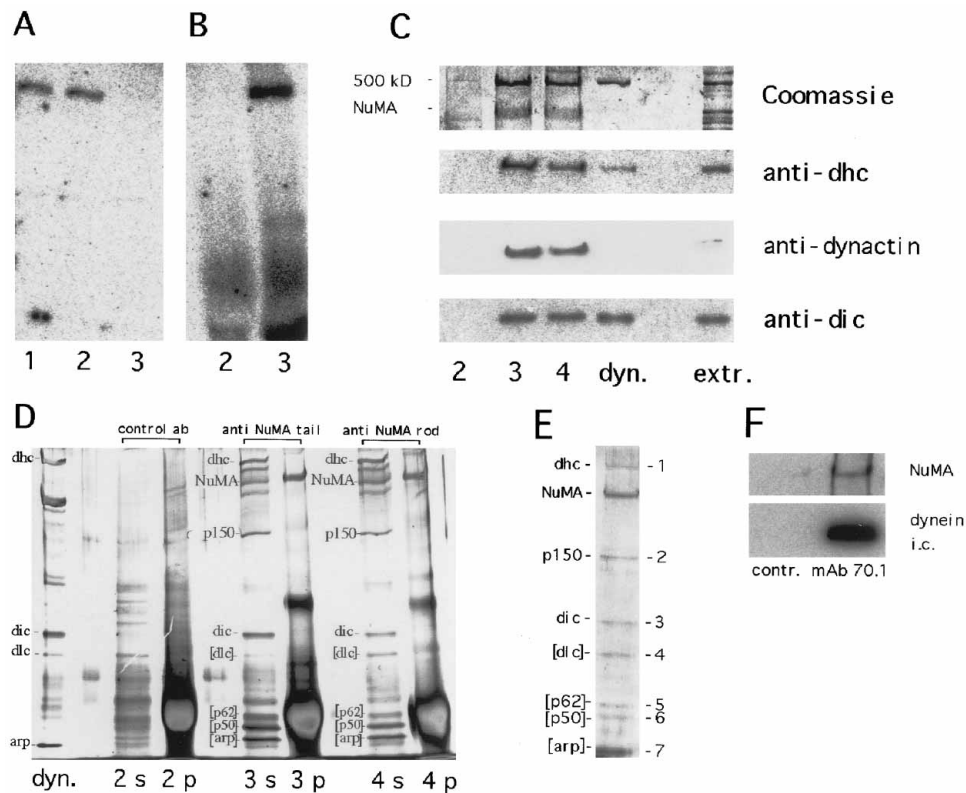 A
B
C
500 kD -
NuMA -
Coomassie
anti-dhc
anti-dynactin
anti-dic
1 2 3
2 3
2 3 4 dyn. extr.
D
control ab
anti NuMA tail
anti NuMA rod
dhc-
dic-
dlc-
arp-
dhc-
NuMA-
p150-
dic-
[dlc]-
[p62]-
[p50]-
[arp]-
dhc-
NuMA-
p150-
dic-
[dlc]-
[p62]-
[p50]-
[arp]-
dyn. 2 s 2 p 3 s 3 p 4 s 4 p
E
dhc- -1
NuMA-
p150- -2
dic- -3
[dlc]- -4
[p62]- -5
[p50]- -6
[arp]- -7
F
NuMA
dynein
i.c.
contr. mAb 70.1